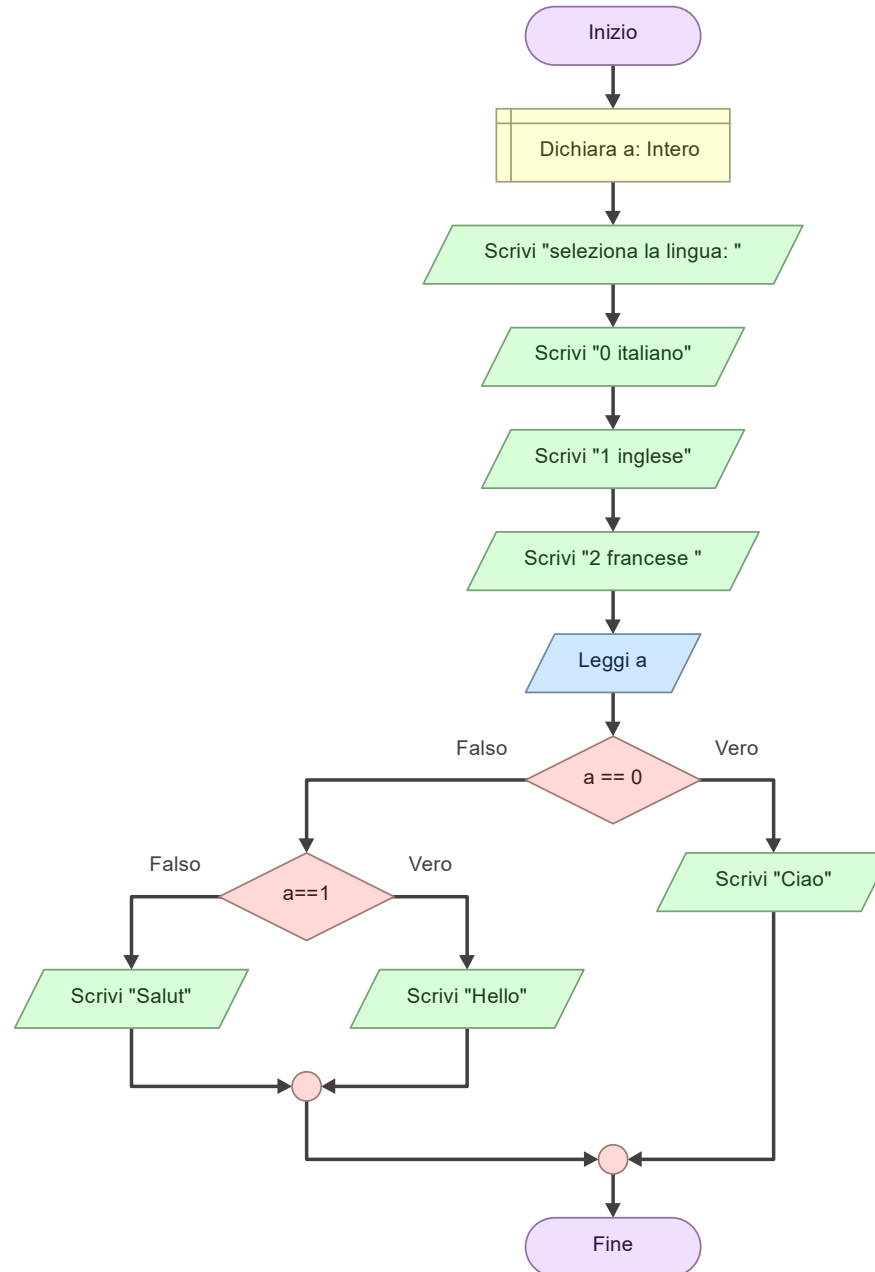 Inizio
Dichiara a: Intero
Scrivi "seleziona la lingua: "
Scrivi "0 italiano"
Scrivi "1 inglese"
Scrivi "2 francese "
Leggi a
Falso
a == 0
Vero
Falso
a==1
Vero
Scrivi "Ciao"
Scrivi "Salut"
Scrivi "Hello"
Fine